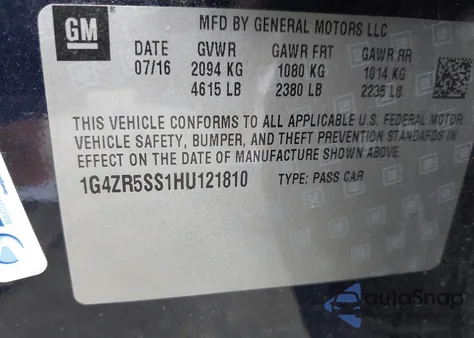 GM
MFD BY GENERAL MOTORS LLC
DATE GVWR GAWR FRT GAWR RR
07/16 2094 KG 1080 KG 1014 KG
4615 LB 2380 LB 2235 LB
THIS VEHICLE CONFORMS TO ALL APPLICABLE U.S. FEDERAL MOTOR
VEHICLE SAFETY, BUMPER, AND THEFT PREVENTION STANDARDS
IN EFFECT ON THE DATE OF MANUFACTURE SHOWN ABOVE.
1G4ZR5SS1HU121810 TYPE: PASS CAR
autoSnap